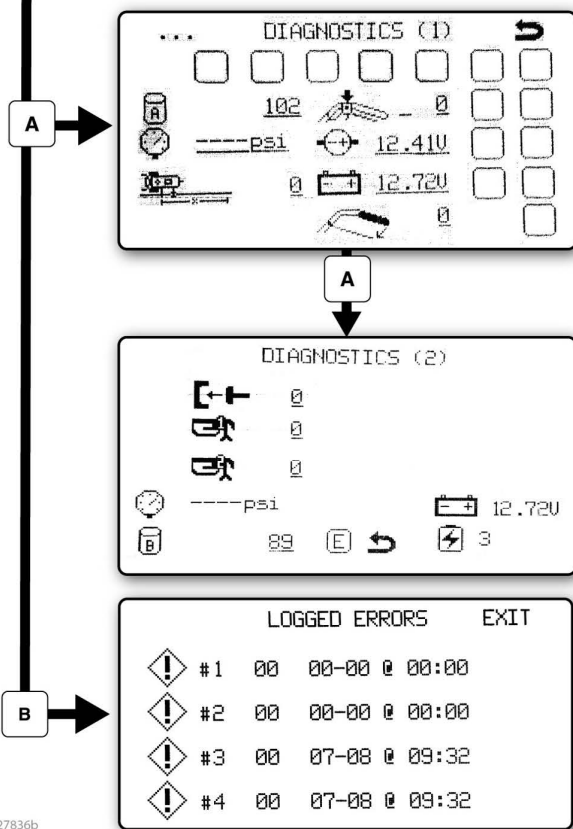 ... DIAGNOSTICS (1)
A
A 102 0
----psi 12.41V
0 - + 12.72V
0
A
DIAGNOSTICS (2)
0
0
0
----psi - + 12.72V
B 89 E 3
LOGGED ERRORS EXIT
! #1 00 00-00 @ 00:00
B
! #2 00 00-00 @ 00:00
! #3 00 07-08 @ 09:32
! #4 00 07-08 @ 09:32
27836b